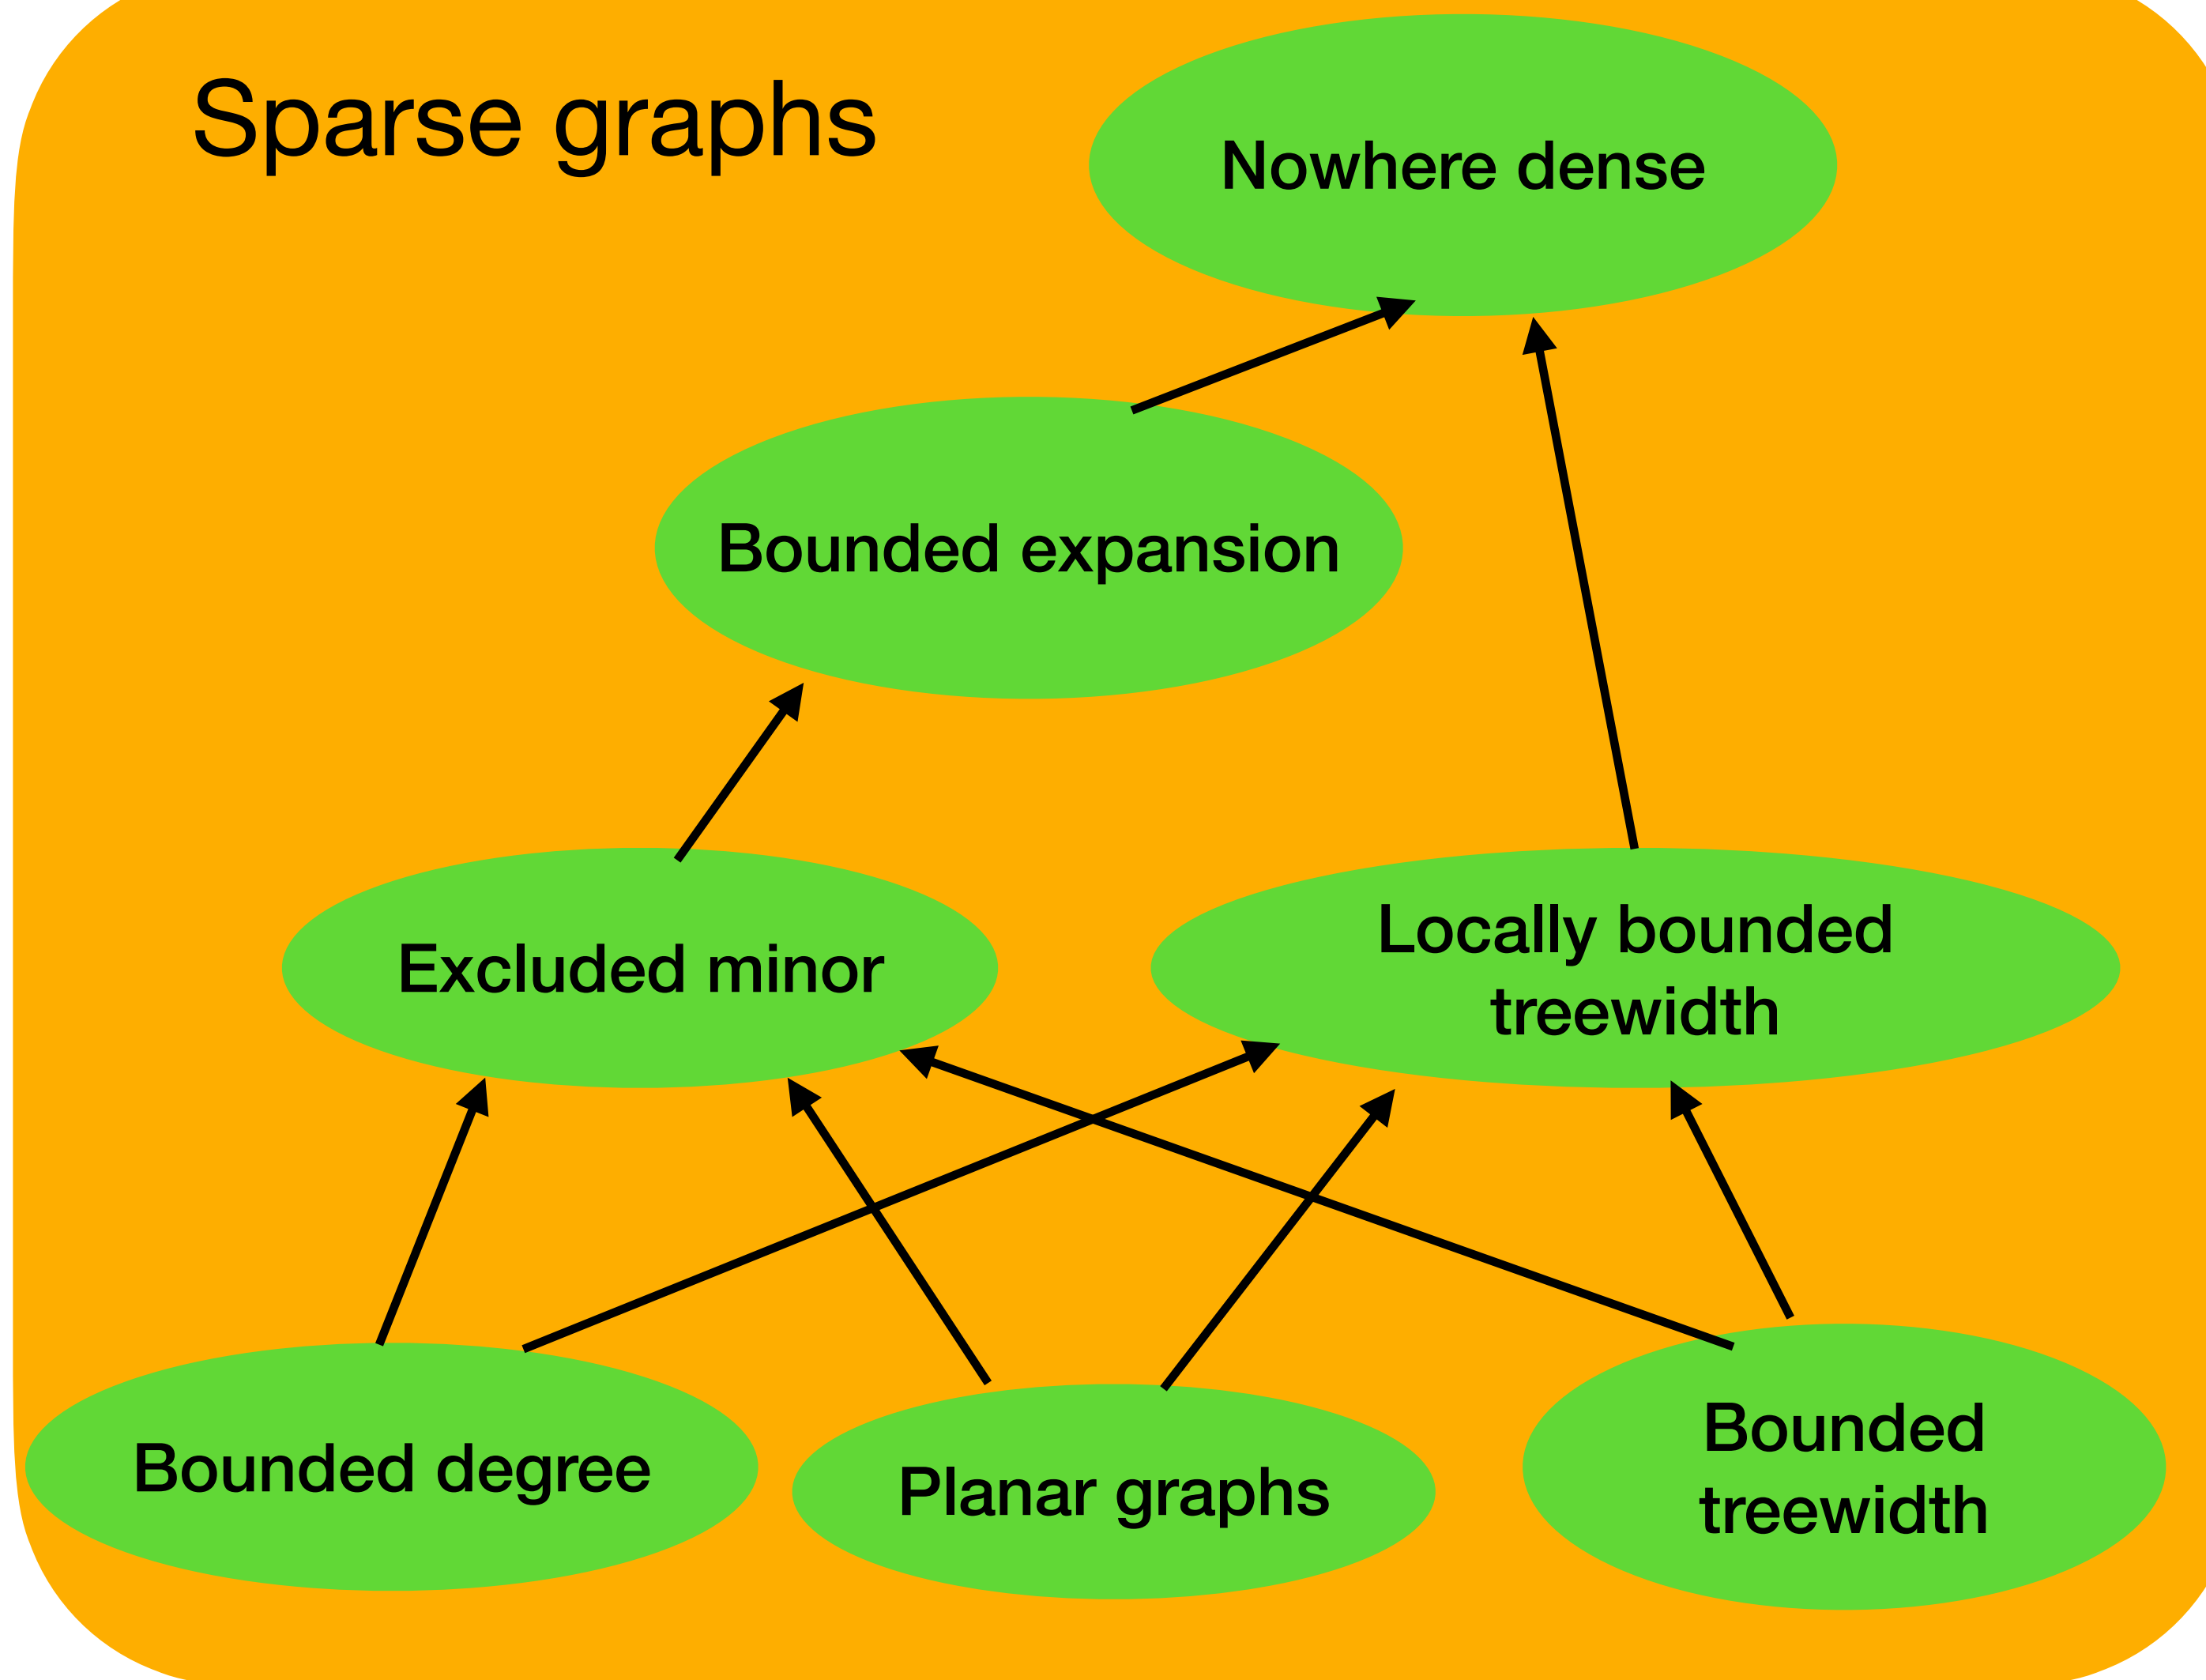 Sparse graphs
Nowhere dense
Bounded expansion
Excluded minor
Locally bounded
treewidth
Bounded degree
Planar graphs
Bounded
treewidth